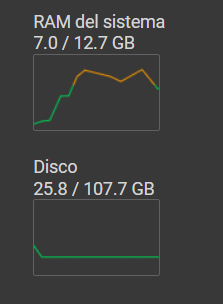 RAM del sistema
7.0 / 12.7 GB
Disco
25.8 / 107.7 GB